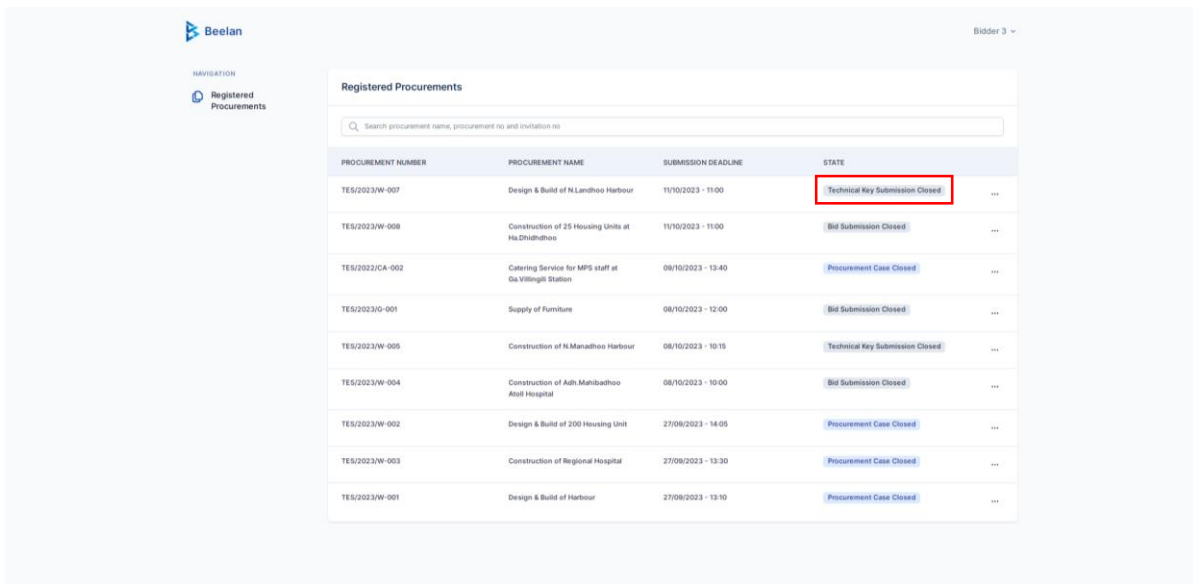 Beelan
Bidder 3
NAVIGATION
Registered
Procurements
Registered Procurements
Search procurement name, procurement no and invitation no
PROCUREMENT NUMBER PROCUREMENT NAME SUBMISSION DEADLINE STATE
TES/2023/W-007 Design & Build of N.Landhoo Harbour 11/10/2023 - 11:00 Technical Key Submission Closed ...
TES/2023/W-008 Construction of 25 Housing Units at 11/10/2023 - 11:00 Bid Submission Closed ...
Ha.Dhidhdhoo
TES/2022/CA-002 Catering Service for MPS staff at 09/10/2023 - 13:40 Procurement Case Closed ...
Ga.Villingili Station
TES/2023/G-001 Supply of Furniture 08/10/2023 - 12:00 Bid Submission Closed ...
TES/2023/W-005 Construction of N.Manadhoo Harbour 08/10/2023 - 10:15 Technical Key Submission Closed ...
TES/2023/W-004 Construction of Adh.Mahibadhoo 08/10/2023 - 10:00 Bid Submission Closed ...
Atoll Hospital
TES/2023/W-002 Design & Build of 200 Housing Unit 27/09/2023 - 14:05 Procurement Case Closed ...
TES/2023/W-003 Construction of Regional Hospital 27/09/2023 - 13:30 Procurement Case Closed ...
TES/2023/W-001 Design & Build of Harbour 27/09/2023 - 13:10 Procurement Case Closed ...